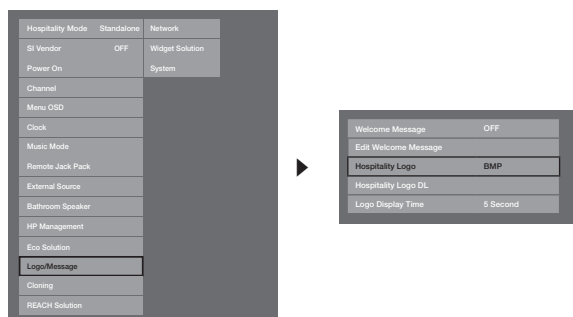 Hospitality Mode Standalone Network
SI Vendor OFF Widget Solution
Power On System
Channel
Menu OSD
Clock
Music Mode
Remote Jack Pack
External Source
Bathroom Speaker
HP Management
Eco Solution
Logo/Message
Cloning
REACH Solution
Welcome Message OFF
Edit Welcome Message
Hospitality Logo BMP
Hospitality Logo DL
Logo Display Time 5 Second